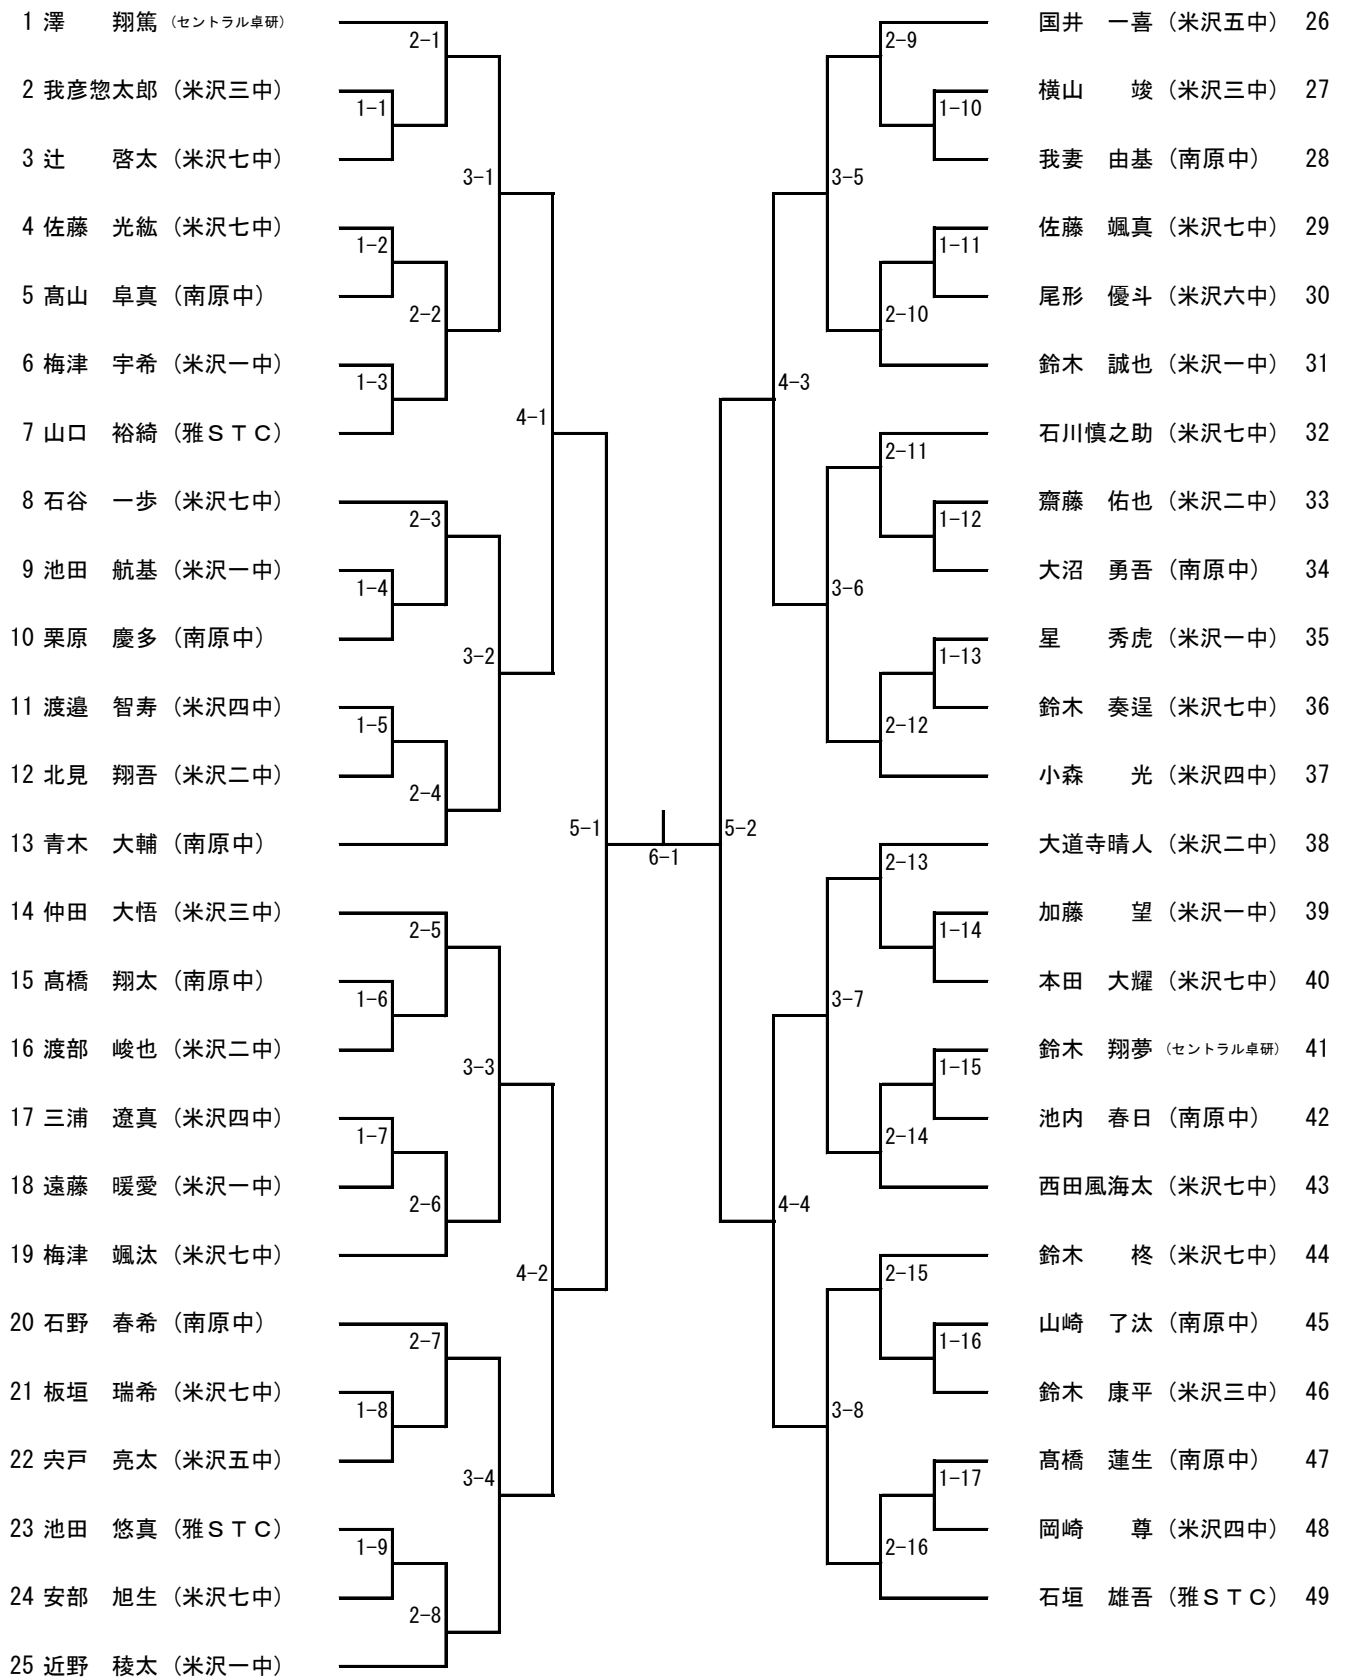 1 澤　　翔篤（セントラル卓研）
2 我彦惣太郎（米沢三中）
3 辻　　啓太（米沢七中）
4 佐藤　光紘（米沢七中）
5 髙山　阜真（南原中）
6 梅津　宇希（米沢一中）
7 山口　裕綺（雅ＳＴＣ）
8 石谷　一歩（米沢七中）
9 池田　航基（米沢一中）
10 栗原　慶多（南原中）
11 渡邉　智寿（米沢四中）
12 北見　翔吾（米沢二中）
13 青木　大輔（南原中）
14 仲田　大悟（米沢三中）
15 髙橋　翔太（南原中）
16 渡部　峻也（米沢二中）
17 三浦　遼真（米沢四中）
18 遠藤　暖愛（米沢一中）
19 梅津　颯汰（米沢七中）
20 石野　春希（南原中）
21 板垣　瑞希（米沢七中）
22 宍戸　亮太（米沢五中）
23 池田　悠真（雅ＳＴＣ）
24 安部　旭生（米沢七中）
25 近野　稜太（米沢一中）
2-1
1-1
3-1
1-2
2-2
1-3
4-1
2-3
1-4
3-2
1-5
2-4
5-1
2-5
1-6
3-3
1-7
2-6
4-2
2-7
1-8
3-4
1-9
2-8
6-1
2-9
1-10
3-5
1-11
2-10
4-3
2-11
1-12
3-6
1-13
2-12
5-2
2-13
1-14
3-7
1-15
2-14
4-4
2-15
1-16
3-8
1-17
2-16
国井　一喜（米沢五中） 26
横山　　竣（米沢三中） 27
我妻　由基（南原中） 28
佐藤　颯真（米沢七中） 29
尾形　優斗（米沢六中） 30
鈴木　誠也（米沢一中） 31
石川慎之助（米沢七中） 32
齋藤　佑也（米沢二中） 33
大沼　勇吾（南原中） 34
星　　秀虎（米沢一中） 35
鈴木　奏逞（米沢七中） 36
小森　　光（米沢四中） 37
大道寺晴人（米沢二中） 38
加藤　　望（米沢一中） 39
本田　大耀（米沢七中） 40
鈴木　翔夢（セントラル卓研） 41
池内　春日（南原中） 42
西田風海太（米沢七中） 43
鈴木　　柊（米沢七中） 44
山崎　了汰（南原中） 45
鈴木　康平（米沢三中） 46
髙橋　蓮生（南原中） 47
岡崎　　尊（米沢四中） 48
石垣　雄吾（雅ＳＴＣ） 49